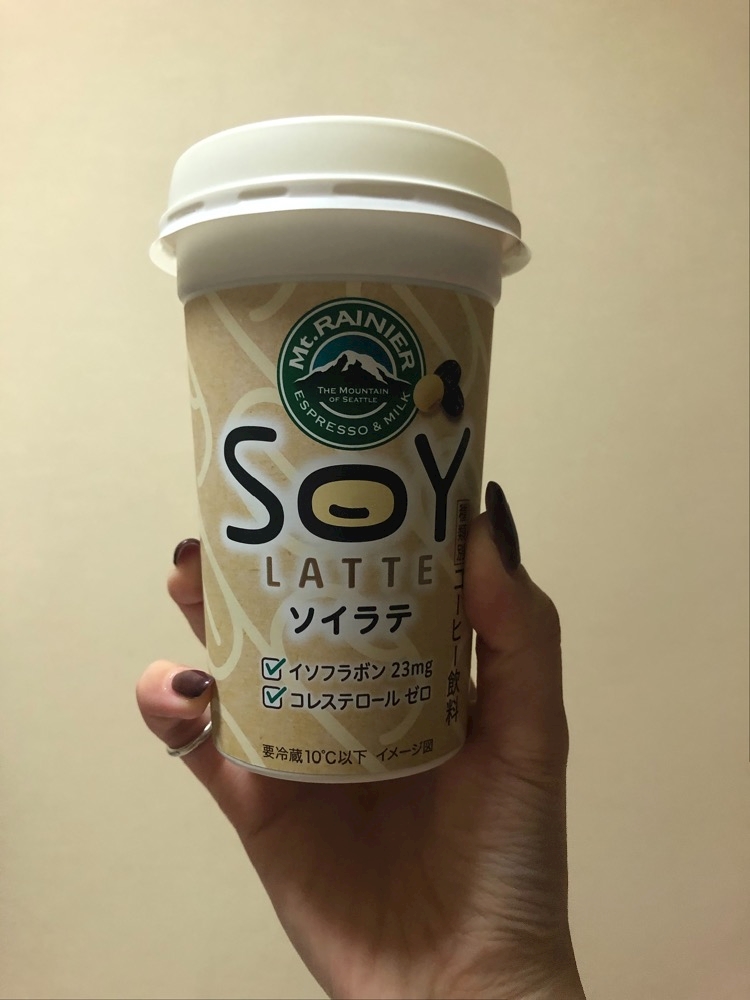 Mt. RAINIER
THE MOUNTAIN
OF SEATTLE
ESPRESSO & MILK
SOY
LATTE
ソイラテ
イソフラボン 23mg
コレステロール ゼロ
要冷蔵10℃以下 イメージ図
コーヒー飲料